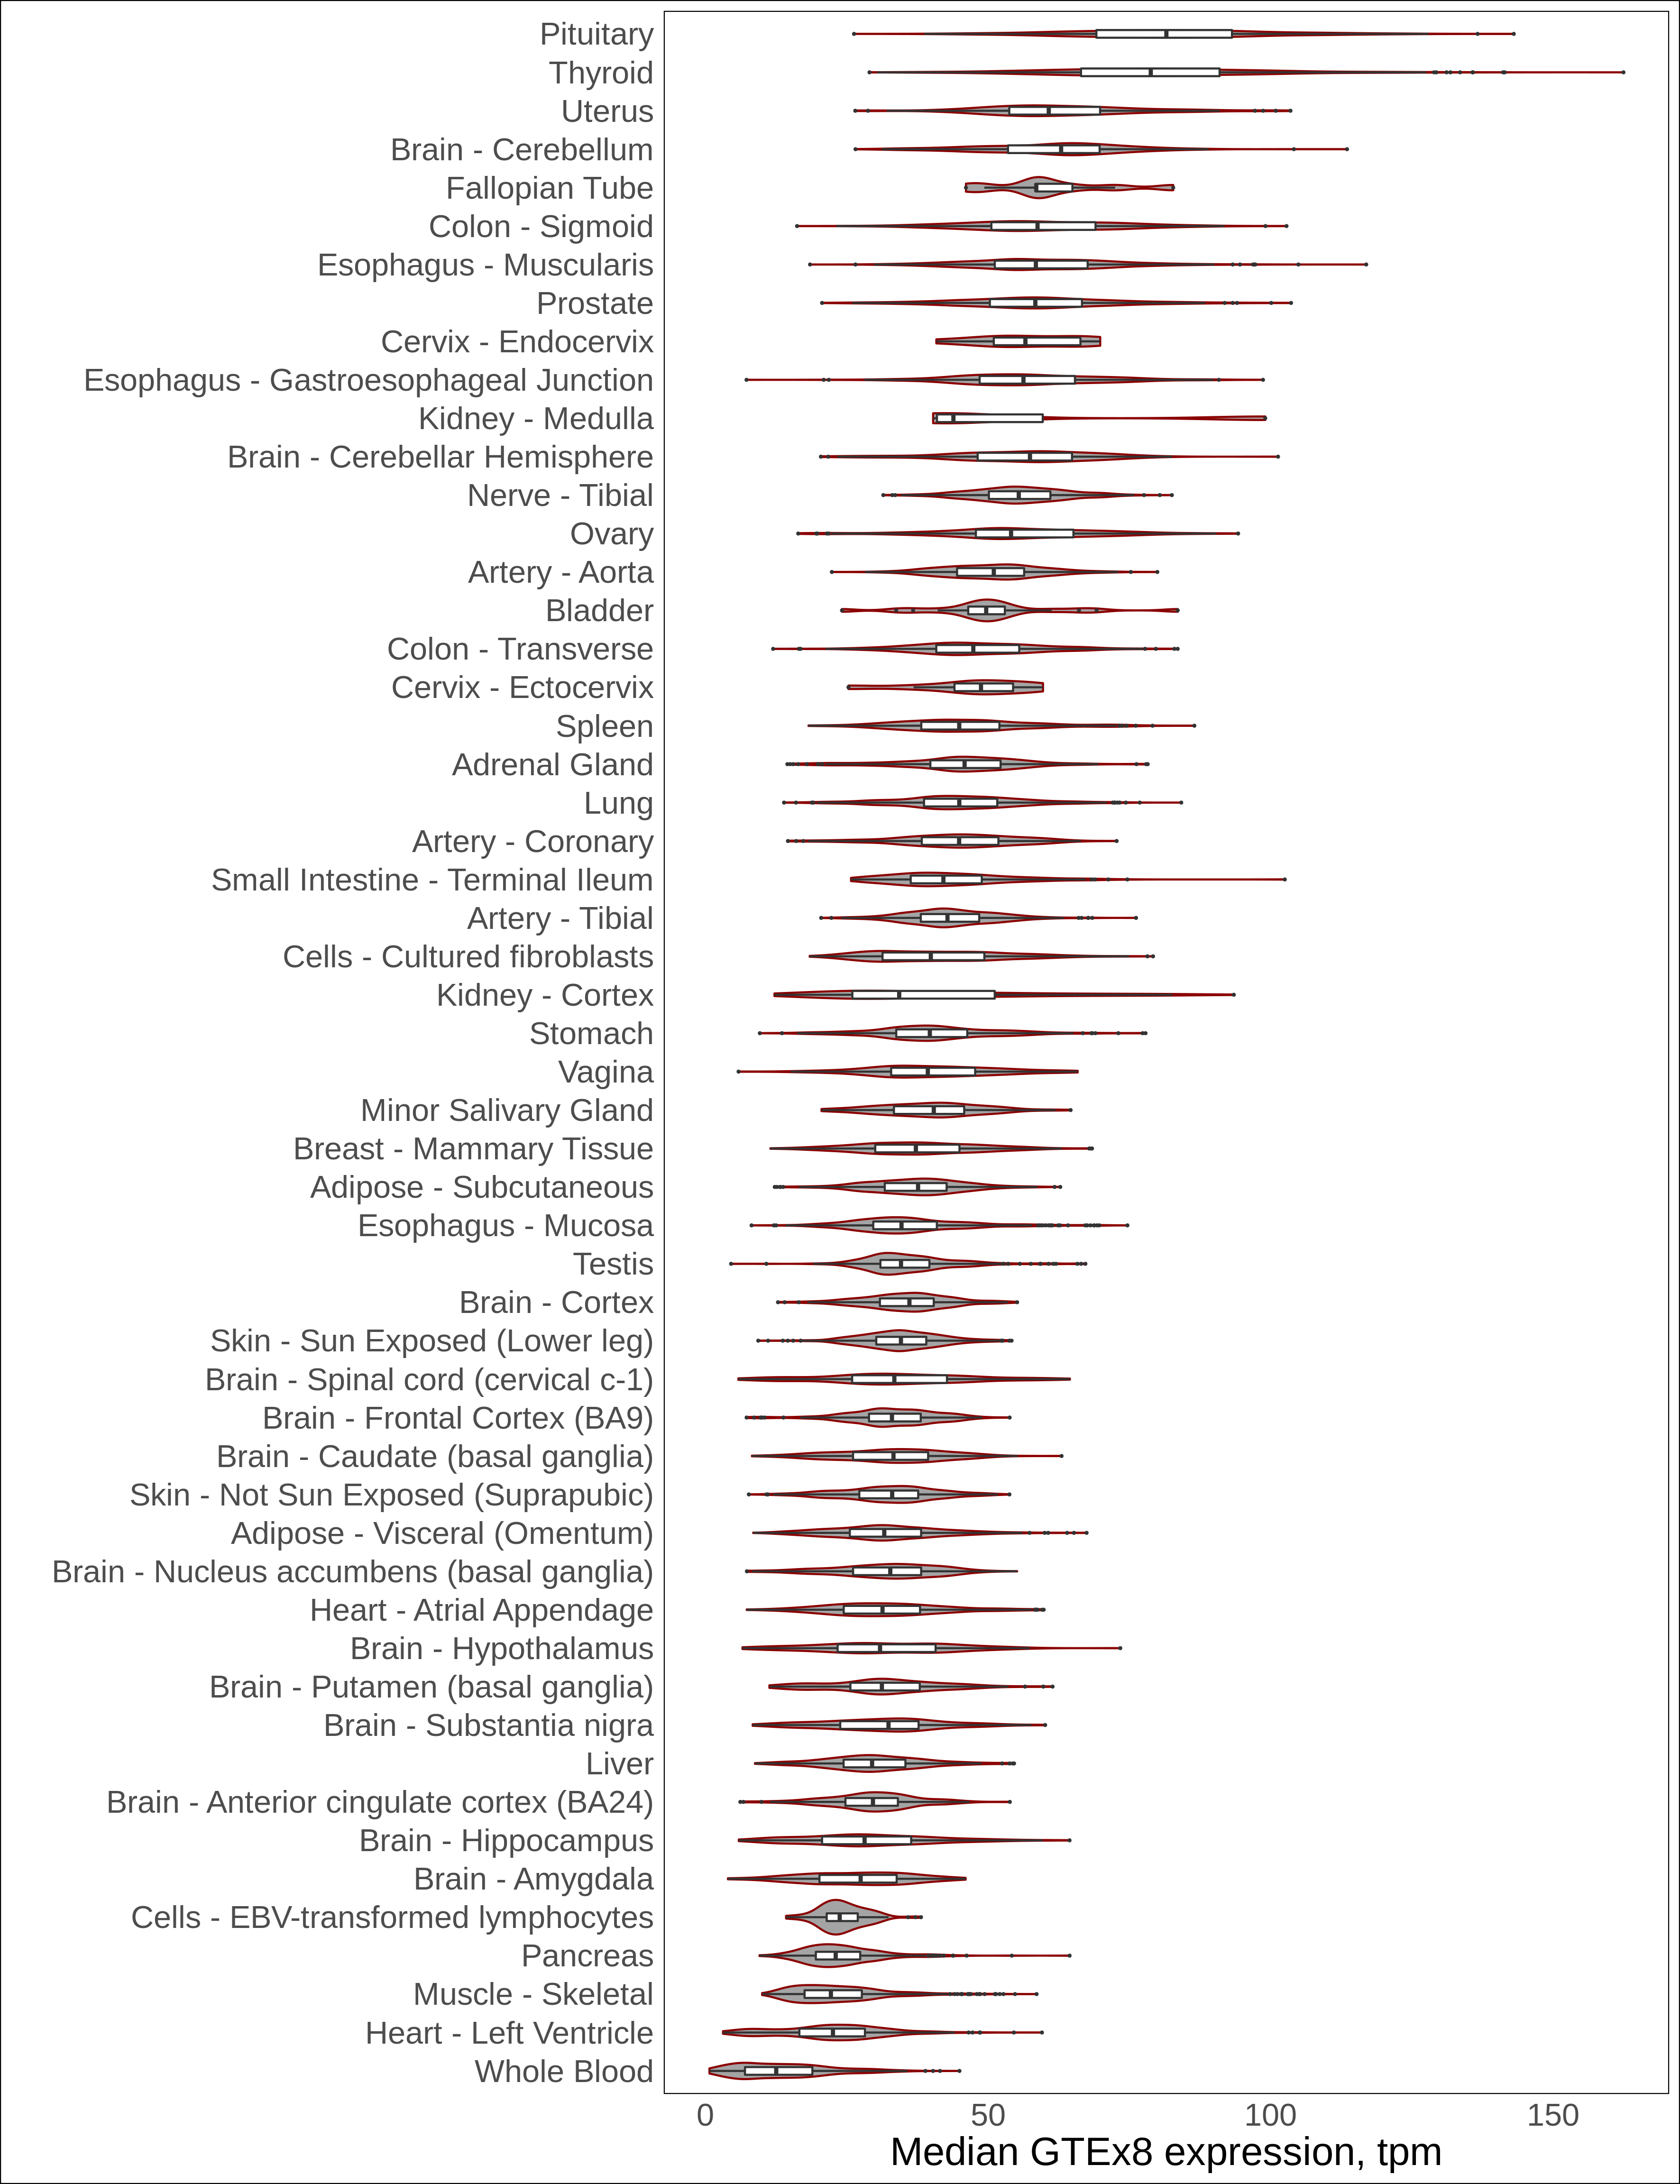 Pituitary
Thyroid
Uterus
Brain - Cerebellum
Fallopian Tube
Colon - Sigmoid
Esophagus - Muscularis
Prostate
Cervix - Endocervix
Esophagus - Gastroesophageal Junction
Kidney - Medulla
Brain - Cerebellar Hemisphere
Nerve - Tibial
Ovary
Artery - Aorta
Bladder
Colon - Transverse
Cervix - Ectocervix
Spleen
Adrenal Gland
Lung
Artery - Coronary
Small Intestine - Terminal Ileum
Artery - Tibial
Cells - Cultured fibroblasts
Kidney - Cortex
Stomach
Vagina
Minor Salivary Gland
Breast - Mammary Tissue
Adipose - Subcutaneous
Esophagus - Mucosa
Testis
Brain - Cortex
Skin - Sun Exposed (Lower leg)
Brain - Spinal cord (cervical c-1)
Brain - Frontal Cortex (BA9)
Brain - Caudate (basal ganglia)
Skin - Not Sun Exposed (Suprapubic)
Adipose - Visceral (Omentum)
Brain - Nucleus accumbens (basal ganglia)
Heart - Atrial Appendage
Brain - Hypothalamus
Brain - Putamen (basal ganglia)
Brain - Substantia nigra
Liver
Brain - Anterior cingulate cortex (BA24)
Brain - Hippocampus
Brain - Amygdala
Cells - EBV-transformed lymphocytes
Pancreas
Muscle - Skeletal
Heart - Left Ventricle
Whole Blood
0 50 100 150
Median GTEx8 expression, tpm